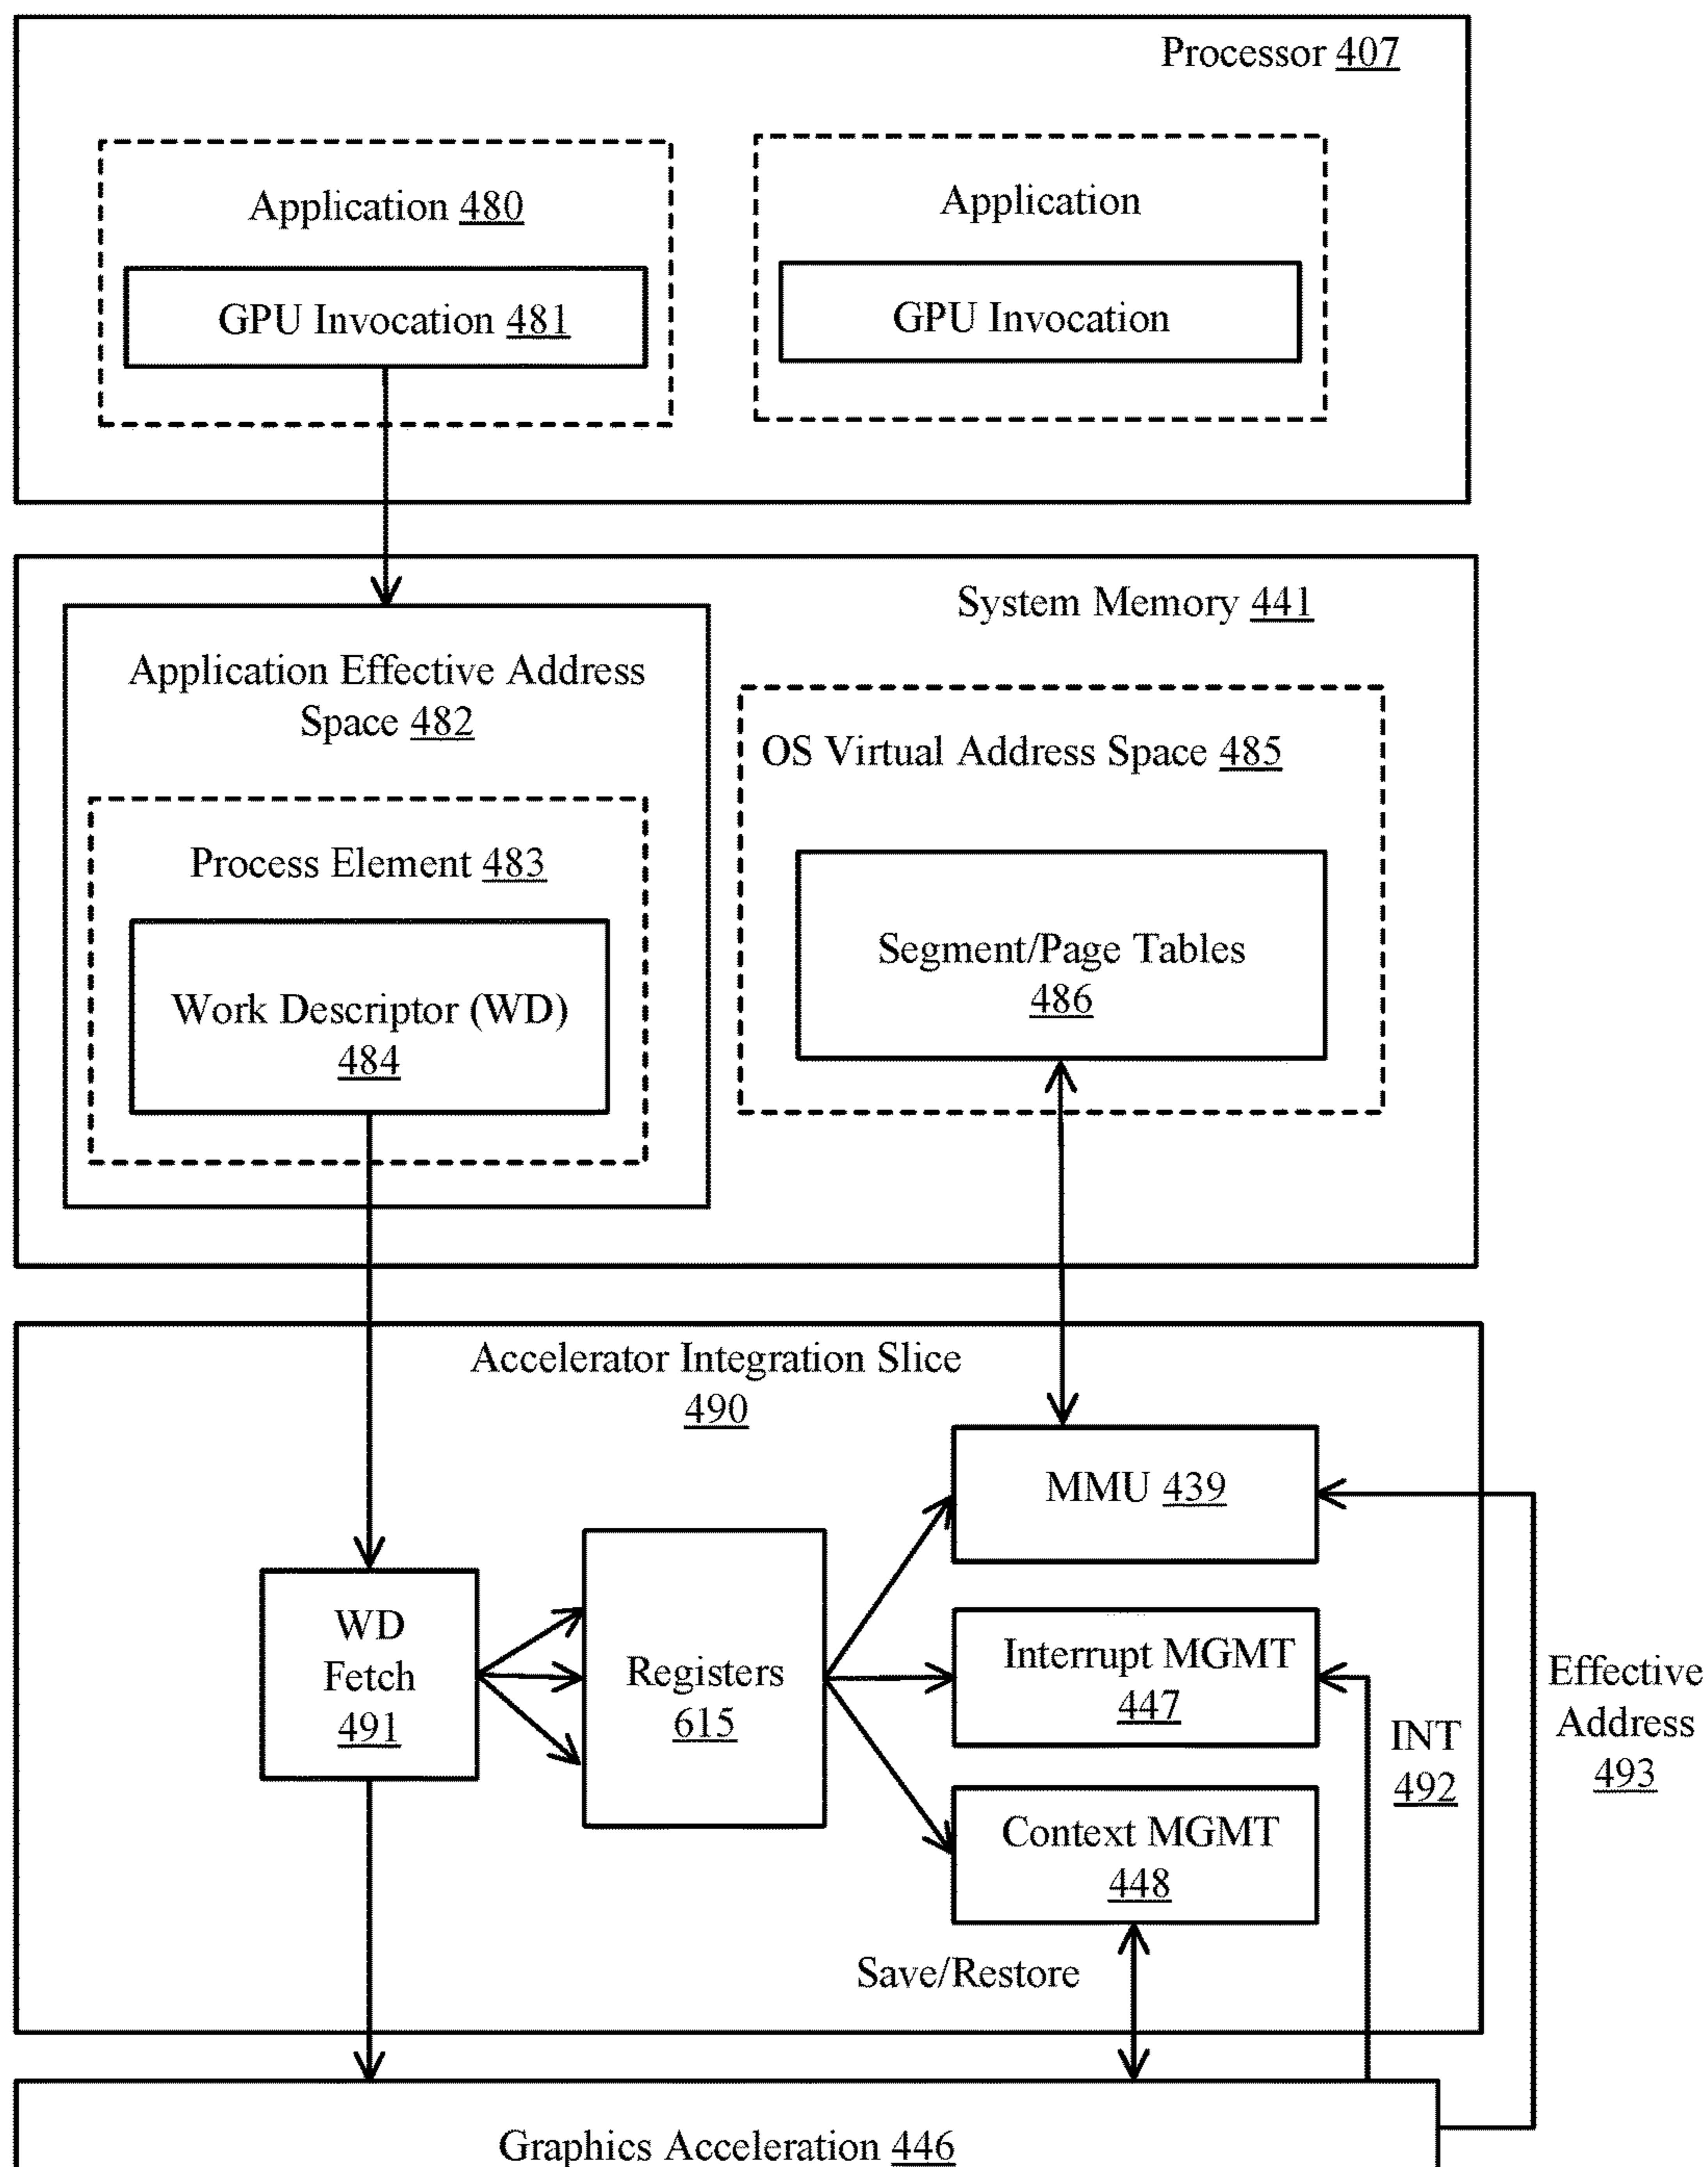 Processor 407
Application 480
GPU Invocation 481
Application
GPU Invocation
System Memory 441
Application Effective Address
Space 482
Process Element 483
Work Descriptor (WD)
484
OS Virtual Address Space 485
Segment/Page Tables
486
Accelerator Integration Slice
490
WD
Fetch
491
Registers
615
MMU 439
Interrupt MGMT
447
Context MGMT
448
Save/Restore
INT
492
Effective
Address
493
Graphics Acceleration 446